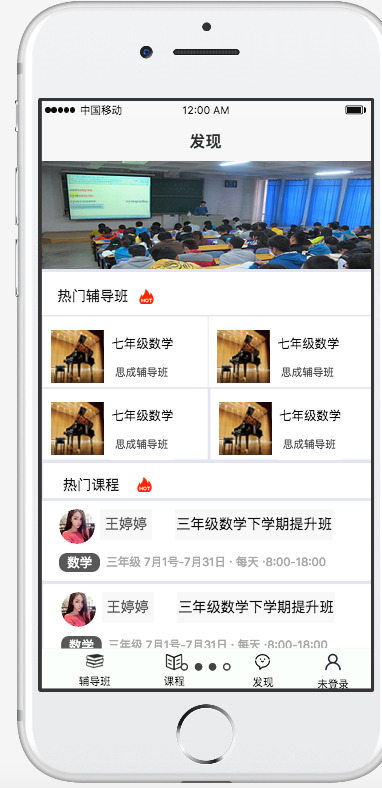 中国移动 12:00 AM
发现
热门辅导班 HOT
七年级数学 七年级数学
思成辅导班 思成辅导班
七年级数学 七年级数学
思成辅导班 思成辅导班
热门课程 HOT
王婷婷 三年级数学下学期提升班
数学 三年级 7月1号-7月31日 · 每天 ·8:00-18:00
王婷婷 三年级数学下学期提升班
数学 三年级 7月1号-7月31日 · 每天 ·8:00-18:00
辅导班 课程 发现 未登录